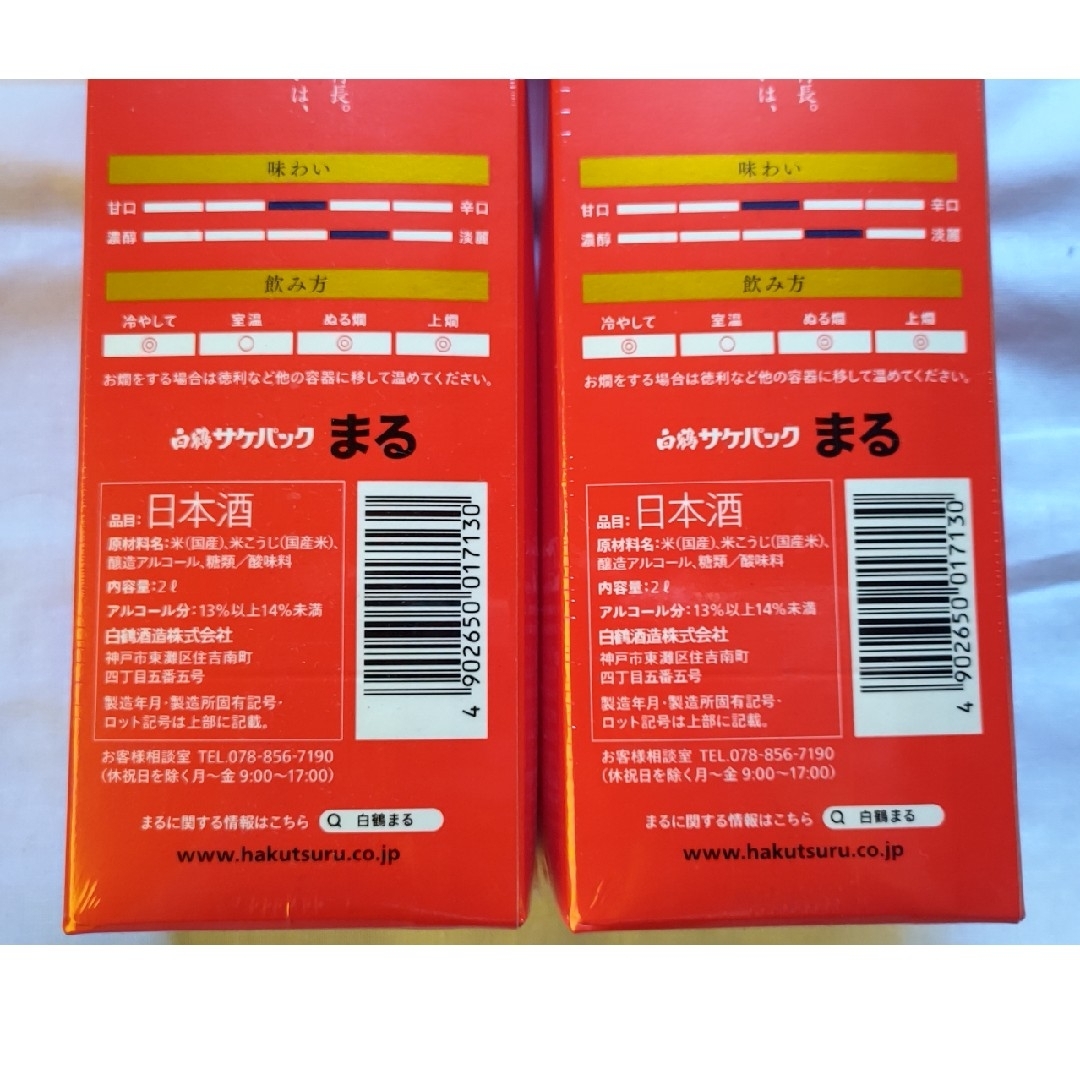 長。
は、
味わい
甘口 辛口
濃醇 淡麗
飲み方
冷やして 室温 ぬる燗 上燗
◎ ○ ◎ ◎
お燗をする場合は徳利など他の容器に移して温めてください。
白鶴サケパック まる
品目:日本酒
原材料名:米(国産)、米こうじ(国産米)、
醸造アルコール、糖類/酸味料
内容量:2ℓ
アルコール分:13%以上14%未満
白鶴酒造株式会社
神戸市東灘区住吉南町
四丁目五番五号
製造年月・製造所固有記号・
ロット記号は上部に記載。
4 902650 017130
お客様相談室 TEL.078-856-7190
(休祝日を除く月〜金 9:00〜17:00)
まるに関する情報はこちら 白鶴まる
www.hakutsuru.co.jp
長。
は、
味わい
甘口 辛口
濃醇 淡麗
飲み方
冷やして 室温 ぬる燗 上燗
◎ ○ ◎ ◎
お燗をする場合は徳利など他の容器に移して温めてください。
白鶴サケパック まる
品目:日本酒
原材料名:米(国産)、米こうじ(国産米)、
醸造アルコール、糖類/酸味料
内容量:2ℓ
アルコール分:13%以上14%未満
白鶴酒造株式会社
神戸市東灘区住吉南町
四丁目五番五号
製造年月・製造所固有記号・
ロット記号は上部に記載。
4 902650 017130
お客様相談室 TEL.078-856-7190
(休祝日を除く月〜金 9:00〜17:00)
まるに関する情報はこちら 白鶴まる
www.hakutsuru.co.jp